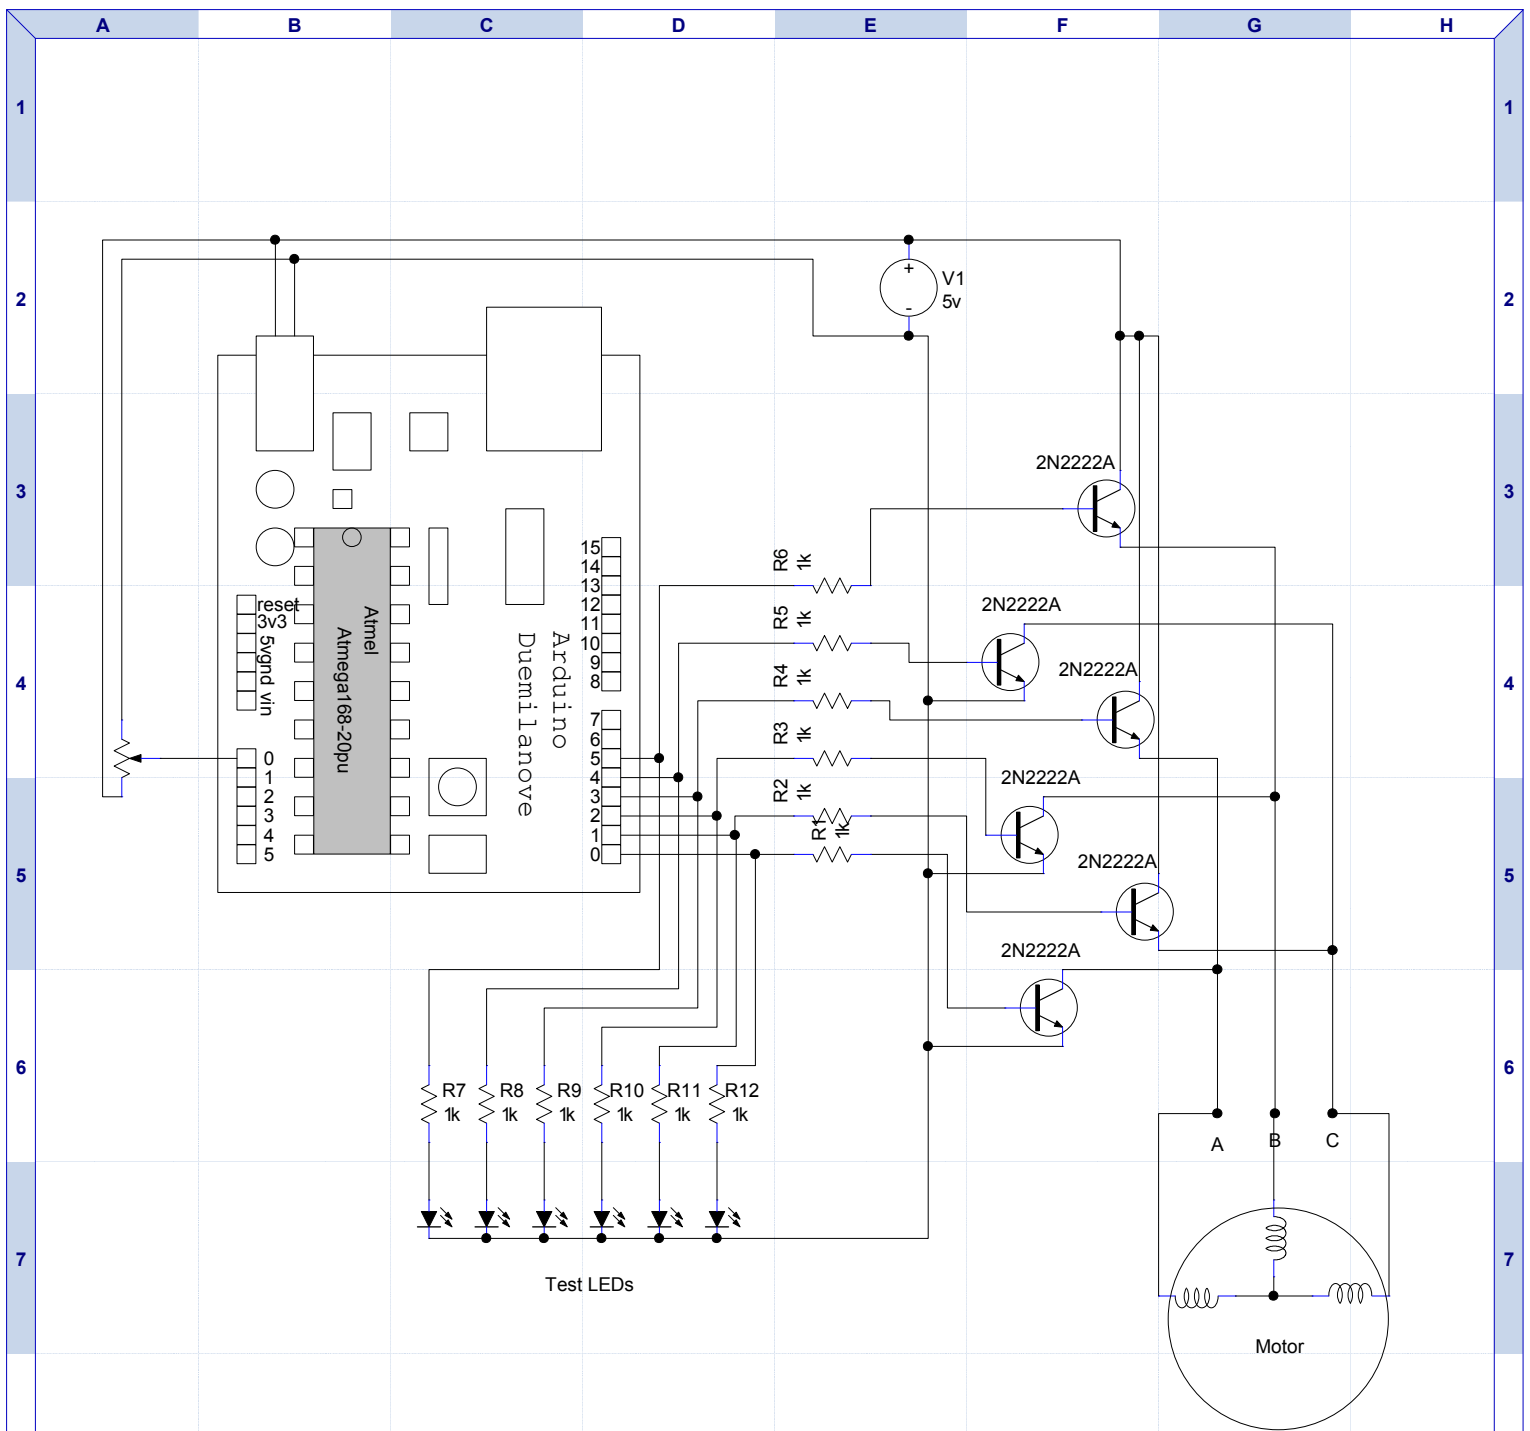 A B C D E F G H
1 1
2 2
3 3
4 4
5 5
6 6
7 7
+
-
V1
5v
2N2222A
2N2222A
2N2222A
2N2222A
2N2222A
2N2222A
R6
1k
R5
1k
R4
1k
R3
1k
R2
1k
R1
1k
15
14
13
12
11
10
9
8
7
6
5
4
3
2
1
0
reset
3v3
5vgnd vin
0
1
2
3
4
5
Atmel
Atmega168-20pu
Arduino
Duemilanove
R7
1k
R8
1k
R9
1k
R10
1k
R11
1k
R12
1k
Test LEDs
A B C
Motor